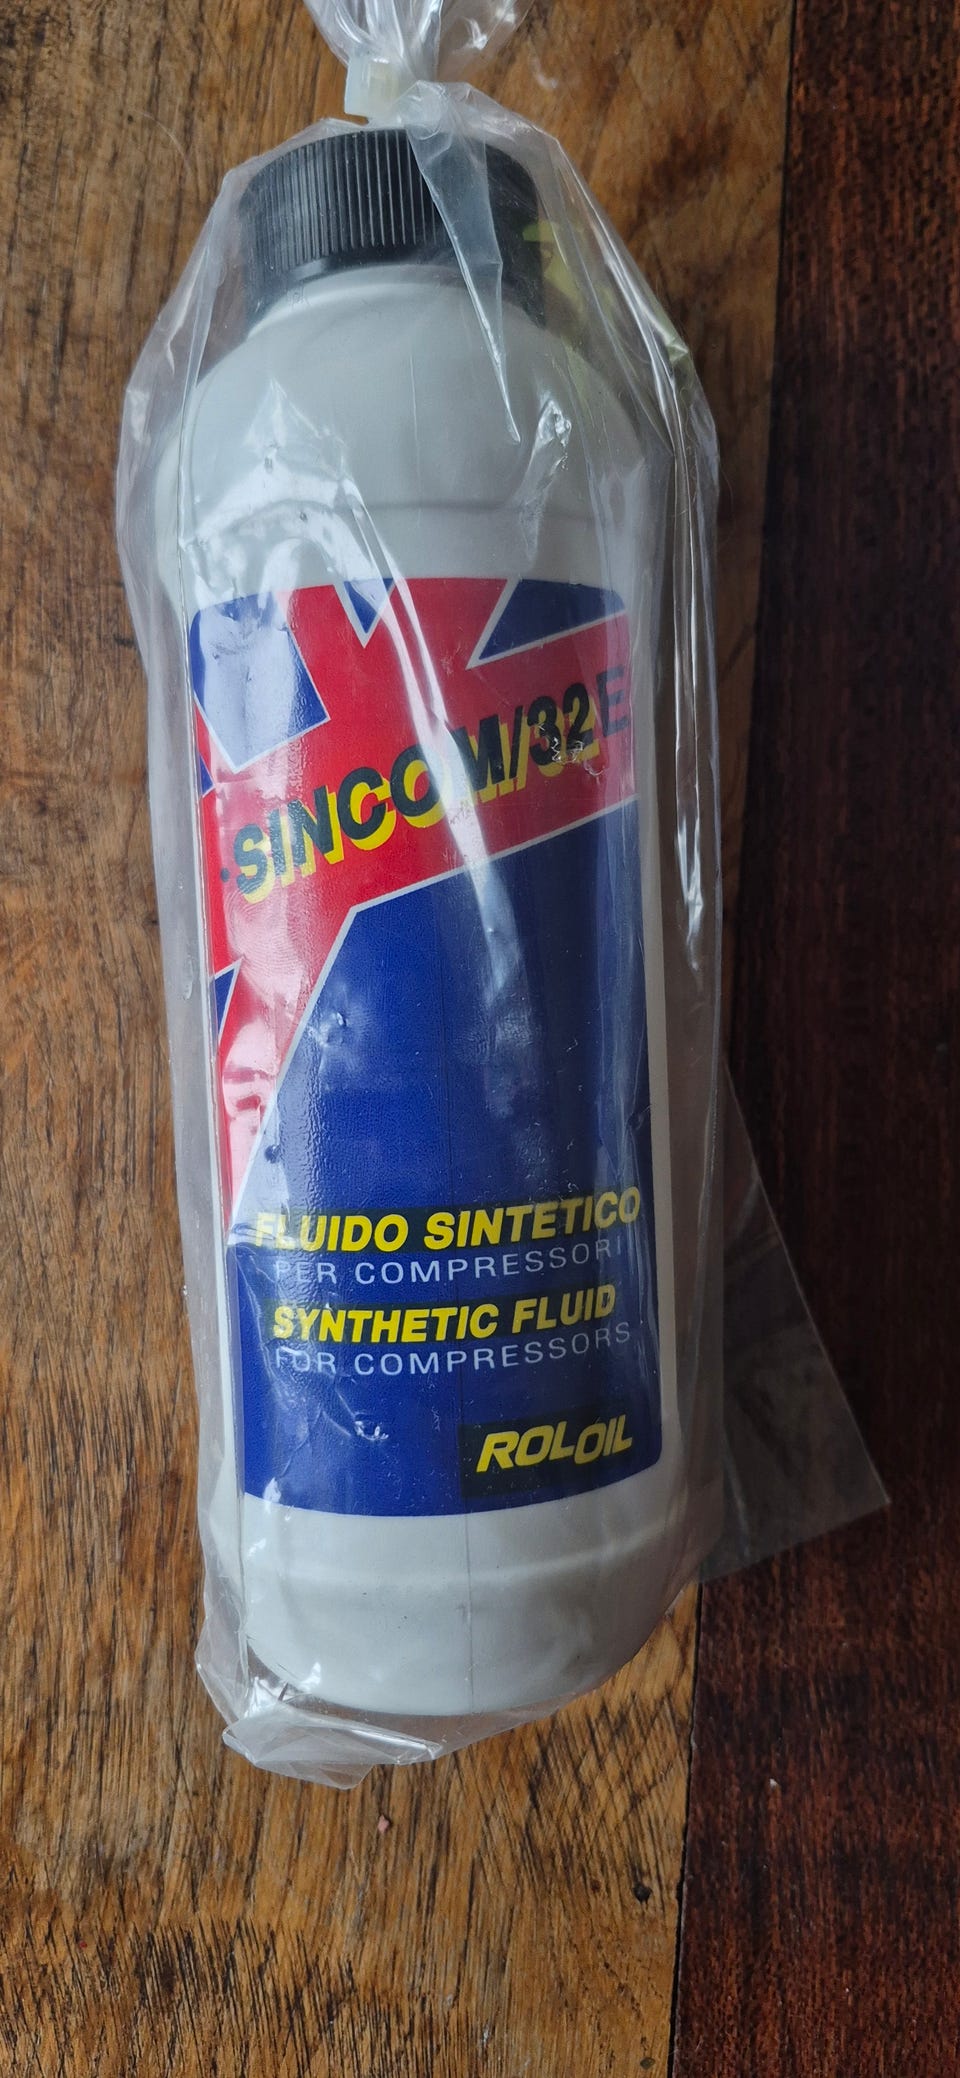 SINCOM/32E
FLUIDO SINTETICO
PER COMPRESSORI
SYNTHETIC FLUID
FOR COMPRESSORS
ROLOIL